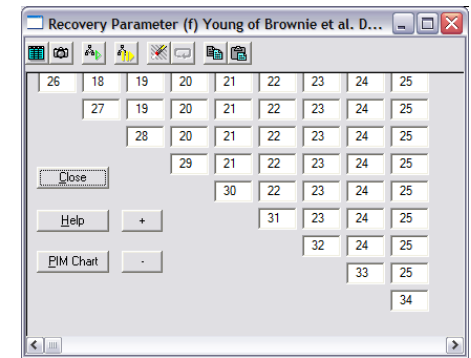 Recovery Parameter (f) Young of Brownie et al. D...
26 18 19 20 21 22 23 24 25
27 19 20 21 22 23 24 25
28 20 21 22 23 24 25
29 21 22 23 24 25
Close
30 22 23 24 25
Help + 31 23 24 25
32 24 25
PIM Chart - 33 25
34